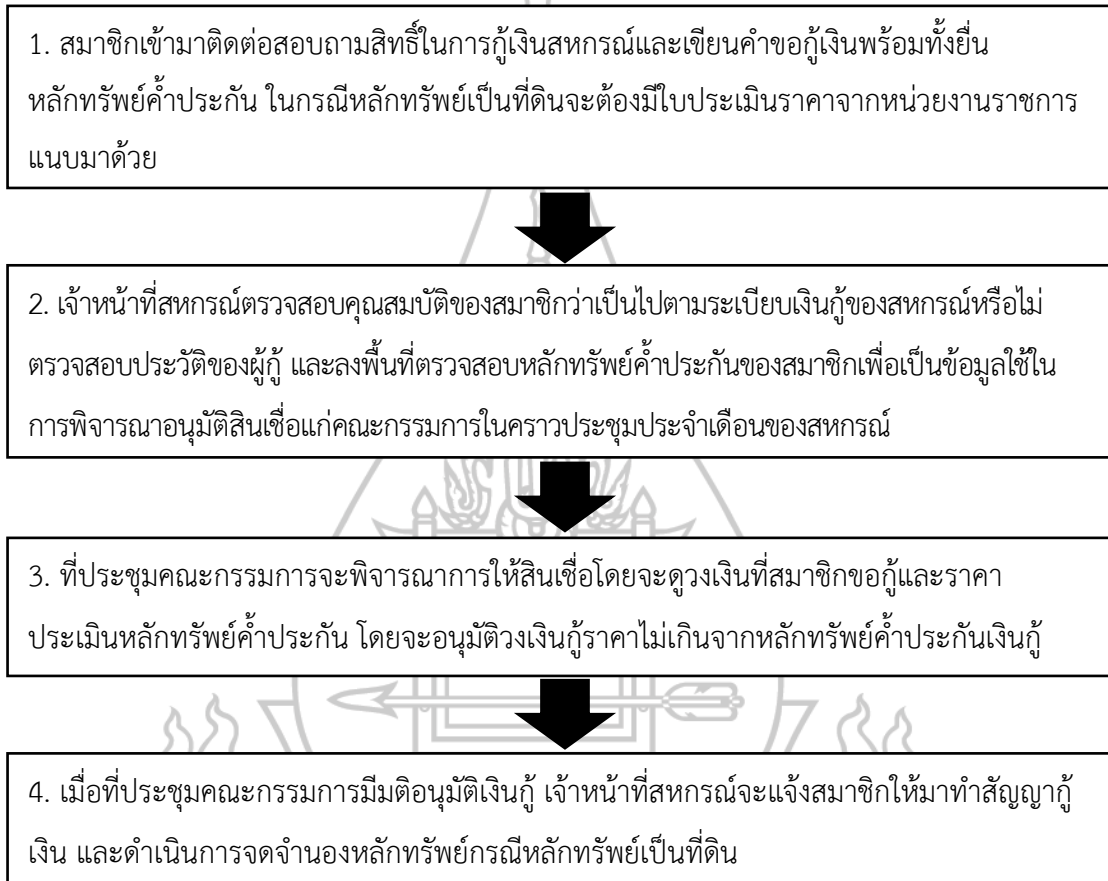 1. สมาชิกเข้ามาติดต่อสอบถามสิทธิ์ในการกู้เงินสหกรณ์และเขียนคำขอกู้เงินพร้อมทั้งยื่น
หลักทรัพย์ค้ำประกัน ในกรณีหลักทรัพย์เป็นที่ดินจะต้องมีใบประเมินราคาจากหน่วยงานราชการ
แนบมาด้วย
2. เจ้าหน้าที่สหกรณ์ตรวจสอบคุณสมบัติของสมาชิกว่าเป็นไปตามระเบียบเงินกู้ของสหกรณ์หรือไม่
ตรวจสอบประวัติของผู้กู้ และลงพื้นที่ตรวจสอบหลักทรัพย์ค้ำประกันของสมาชิกเพื่อเป็นข้อมูลใช้ใน
การพิจารณาอนุมัติสินเชื่อแก่คณะกรรมการในคราวประชุมประจำเดือนของสหกรณ์
3. ที่ประชุมคณะกรรมการจะพิจารณาการให้สินเชื่อโดยจะดูวงเงินที่สมาชิกขอกู้และราคา
ประเมินหลักทรัพย์ค้ำประกัน โดยจะอนุมัติวงเงินกู้ราคาไม่เกินจากหลักทรัพย์ค้ำประกันเงินกู้
4. เมื่อที่ประชุมคณะกรรมการมีมติอนุมัติเงินกู้ เจ้าหน้าที่สหกรณ์จะแจ้งสมาชิกให้มาทำสัญญากู้
เงิน และดำเนินการจดจำนองหลักทรัพย์กรณีหลักทรัพย์เป็นที่ดิน